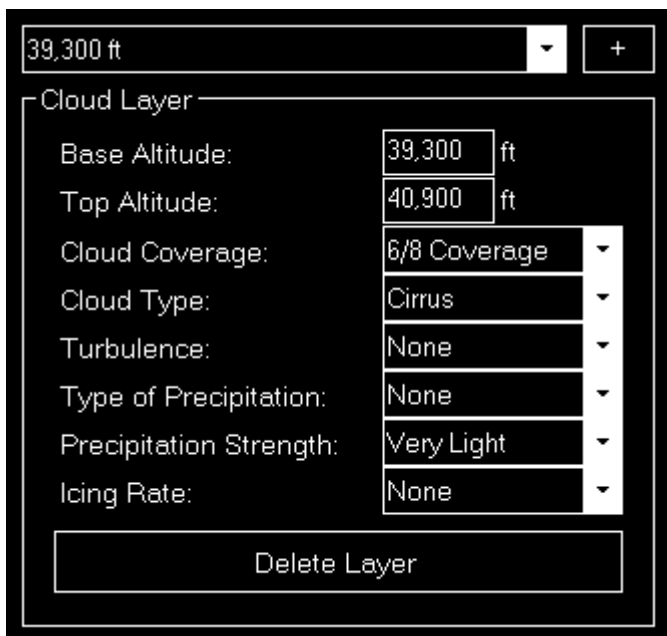 39,300 ft +
Cloud Layer
Base Altitude: 39,300 ft
Top Altitude: 40,900 ft
Cloud Coverage: 6/8 Coverage
Cloud Type: Cirrus
Turbulence: None
Type of Precipitation: None
Precipitation Strength: Very Light
Icing Rate: None
Delete Layer